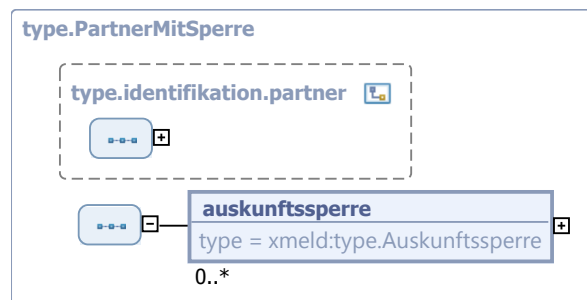 type.PartnerMitSperre
type.identifikation.partner
auskunftssperre
type = xmeld:type.Auskunftssperre
0..*